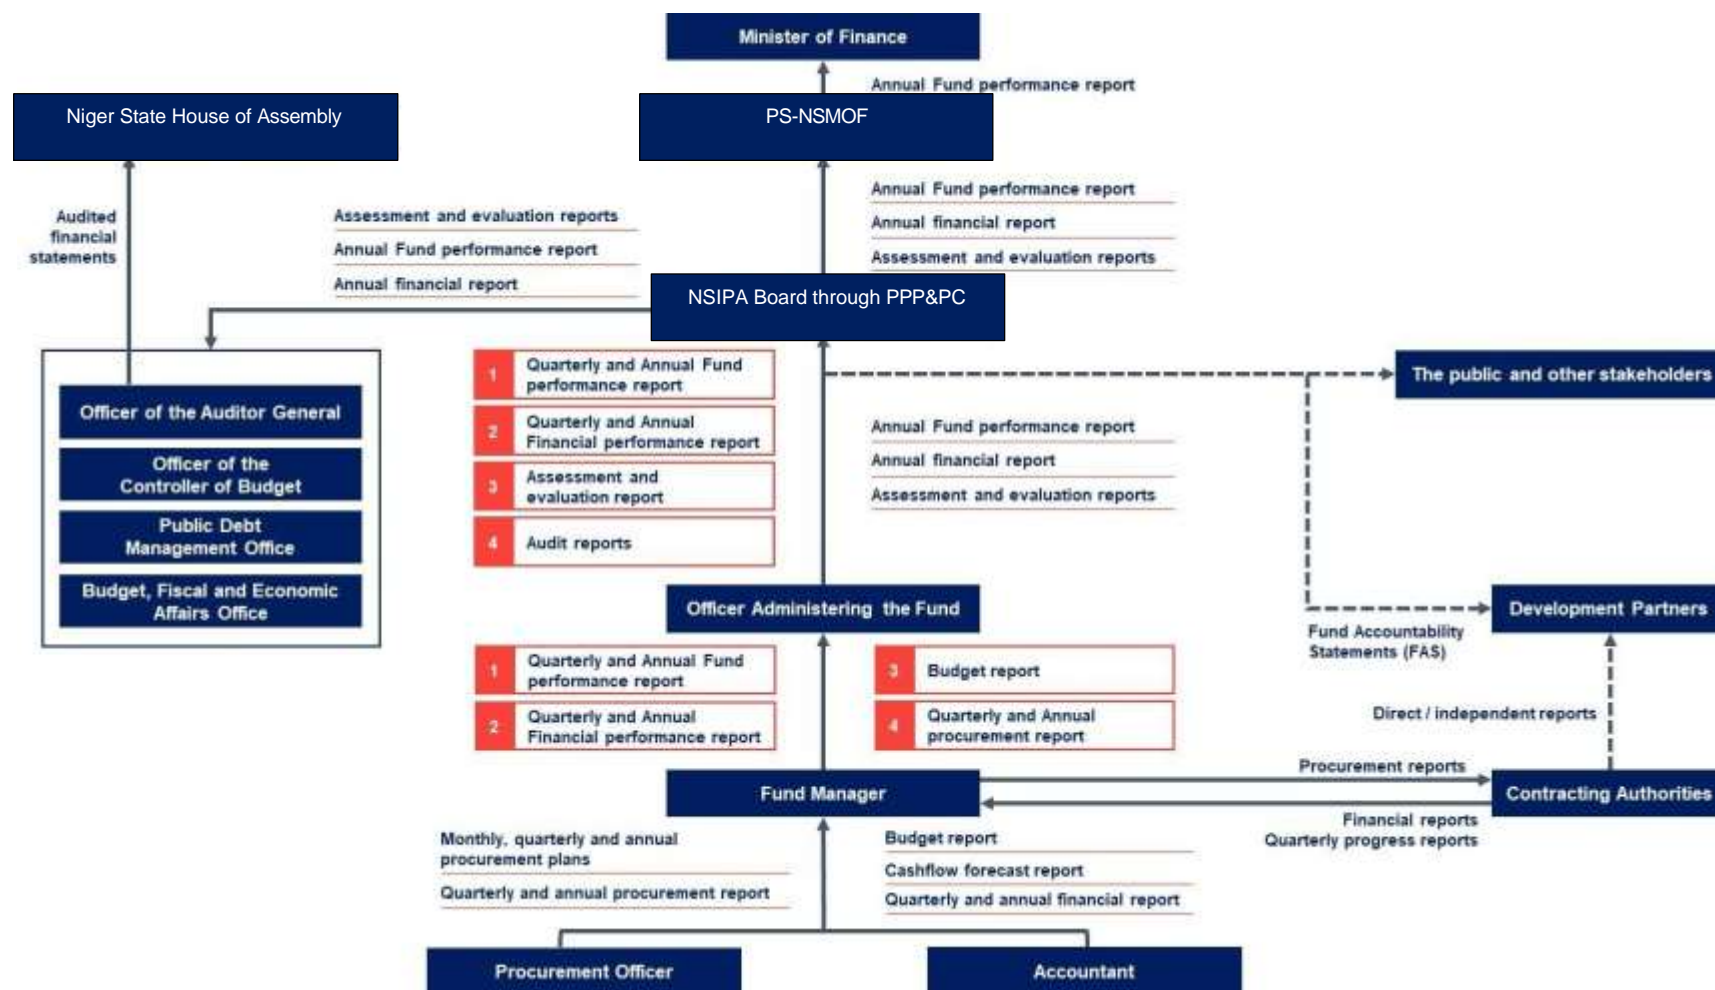 Minister of Finance
Annual Fund performance report
Niger State House of Assembly
PS-NSMOF
Audited
financial
statements
Assessment and evaluation reports
Annual Fund performance report
Annual financial report
Annual Fund performance report
Annual financial report
Assessment and evaluation reports
NSIPA Board through PPP&PC
Officer of the Auditor General
Officer of the
Controller of Budget
Public Debt
Management Office
Budget, Fiscal and Economic
Affairs Office
1
Quarterly and Annual Fund
performance report
2
Quarterly and Annual
Financial performance report
3
Assessment and
evaluation report
4
Audit reports
The public and other stakeholders
Annual Fund performance report
Annual financial report
Assessment and evaluation reports
Officer Administering the Fund
Development Partners
Fund Accountability
Statements (FAS)
1
Quarterly and Annual Fund
performance report
2
Quarterly and Annual
Financial performance report
3
Budget report
4
Quarterly and Annual
procurement report
Direct / independent reports
Procurement reports
Fund Manager
Contracting Authorities
Financial reports
Quarterly progress reports
Monthly, quarterly and annual
procurement plans
Quarterly and annual procurement report
Budget report
Cashflow forecast report
Quarterly and annual financial report
Procurement Officer
Accountant